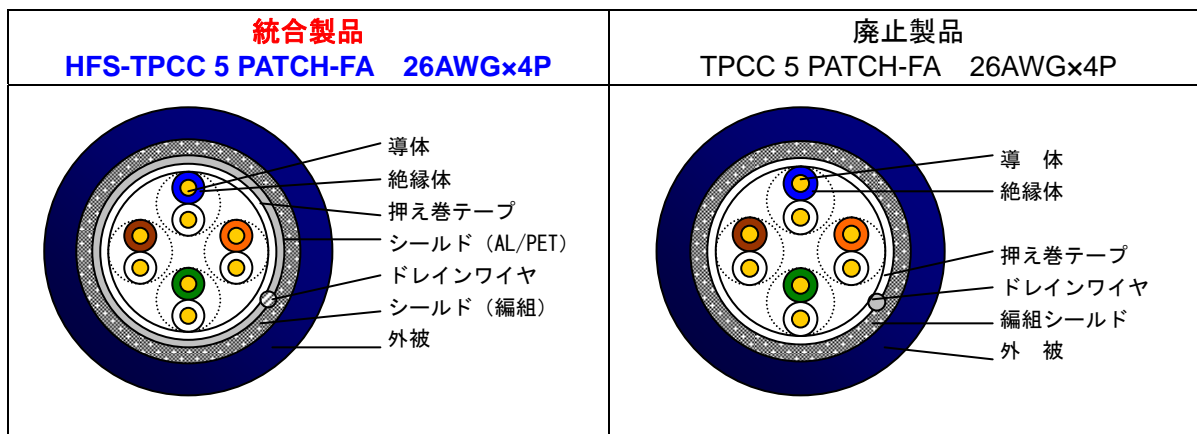 統合製品
HFS-TPCC 5 PATCH-FA 26AWG×4P
導体
絶縁体
押え巻テープ
シールド（AL/PET）
ドレインワイヤ
シールド（編組）
外被
廃止製品
TPCC 5 PATCH-FA 26AWG×4P
導 体
絶縁体
押え巻テープ
ドレインワイヤ
編組シールド
外 被